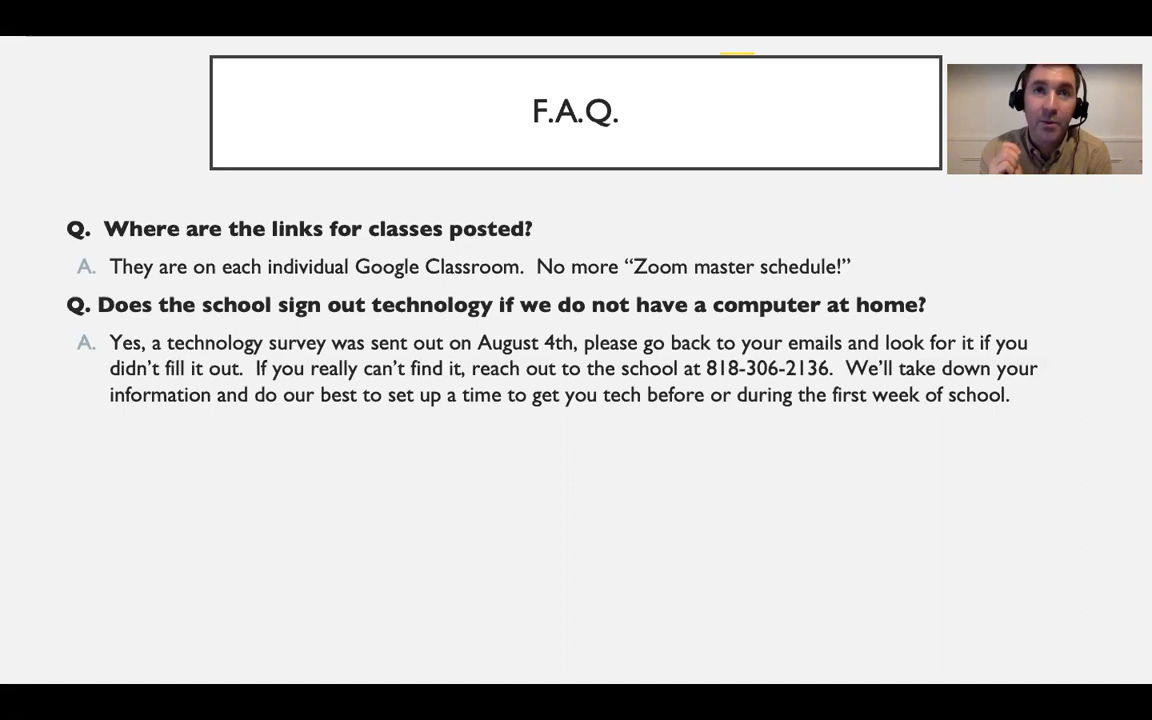 F.A.Q.
Q. Where are the links for classes posted?
A. They are on each individual Google Classroom. No more “Zoom master schedule!”
Q. Does the school sign out technology if we do not have a computer at home?
A. Yes, a technology survey was sent out on August 4th, please go back to your emails and look for it if you
didn’t fill it out. If you really can’t find it, reach out to the school at 818-306-2136. We’ll take down your
information and do our best to set up a time to get you tech before or during the first week of school.